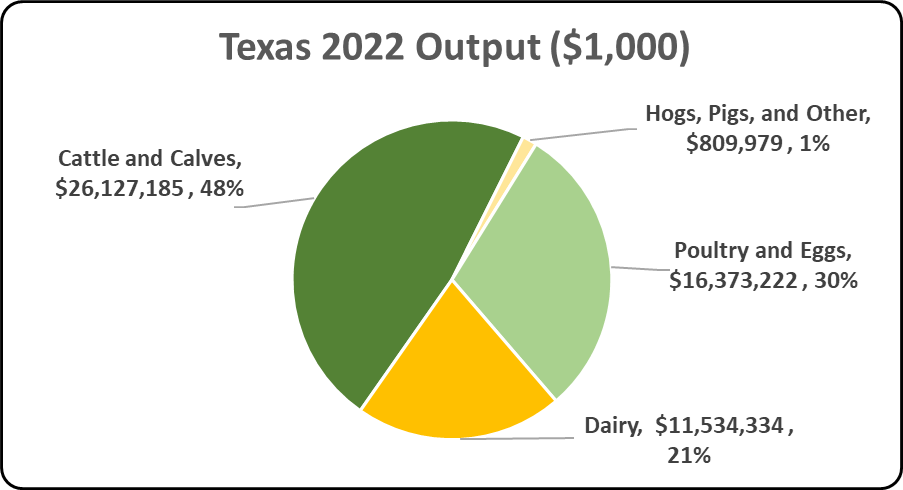 Texas 2022 Output ($1,000)
Hogs, Pigs, and Other,
$809,979 , 1%
Cattle and Calves,
$26,127,185 , 48%
Poultry and Eggs,
$16,373,222 , 30%
Dairy,  $11,534,334 ,
21%